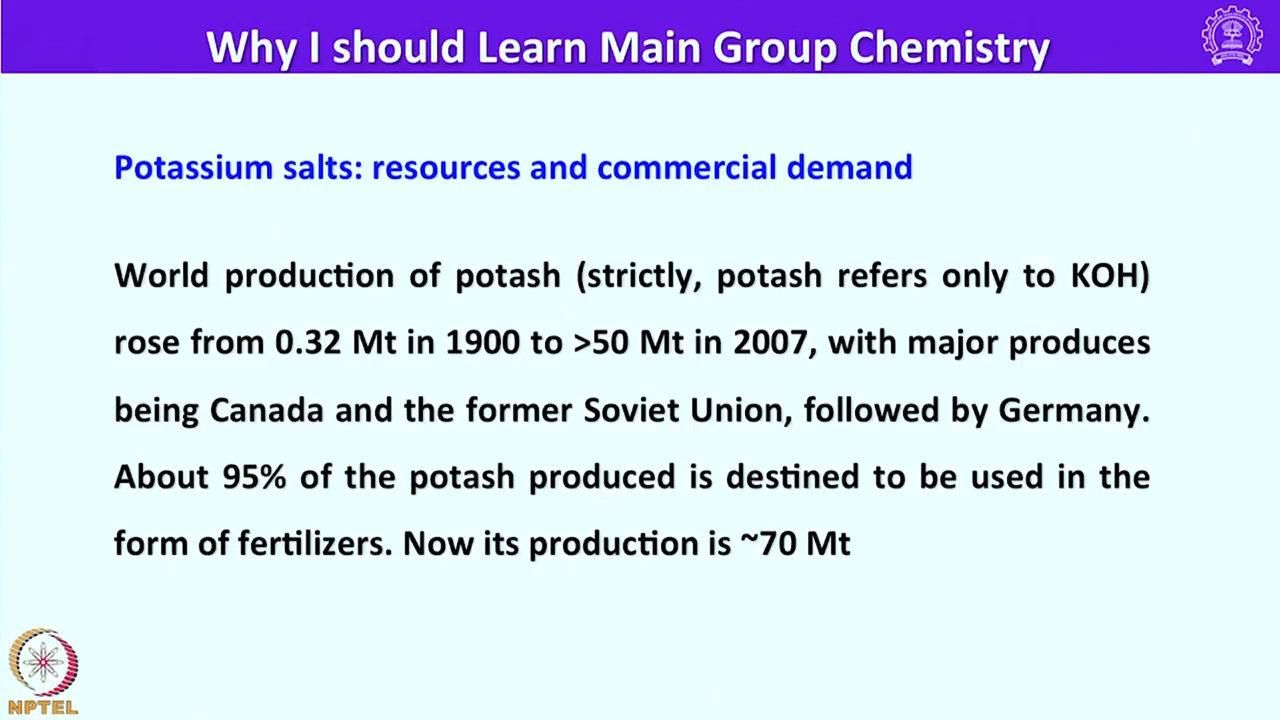 Why I should Learn Main Group Chemistry
Potassium salts: resources and commercial demand
World production of potash (strictly, potash refers only to KOH)
rose from 0.32 Mt in 1900 to >50 Mt in 2007, with major produces
being Canada and the former Soviet Union, followed by Germany.
About 95% of the potash produced is destined to be used in the
form of fertilizers. Now its production is ~70 Mt
NPTEL